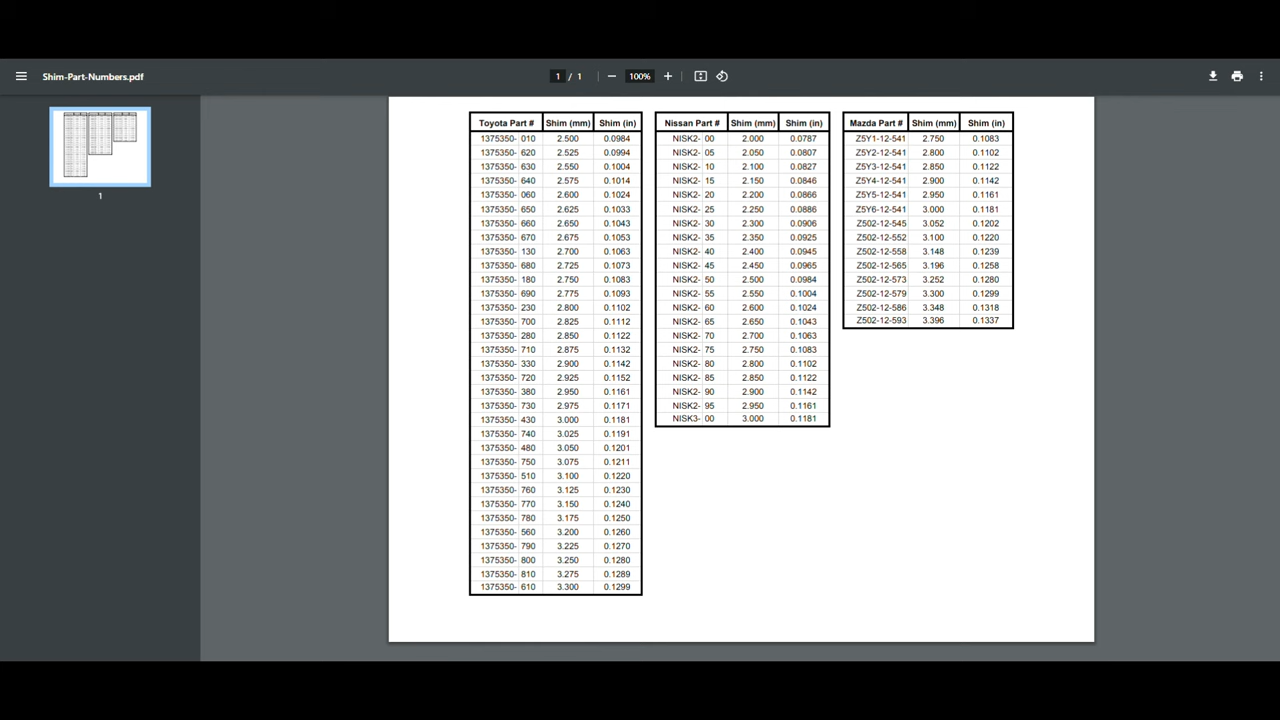 Shim-Part-Numbers.pdf
1 / 1
100%
1
Toyota Part # Shim (mm) Shim (in)
1375350- 010 2.500 0.0984
1375350- 620 2.525 0.0994
1375350- 630 2.550 0.1004
1375350- 640 2.575 0.1014
1375350- 060 2.600 0.1024
1375350- 650 2.625 0.1033
1375350- 660 2.650 0.1043
1375350- 670 2.675 0.1053
1375350- 130 2.700 0.1063
1375350- 680 2.725 0.1073
1375350- 180 2.750 0.1083
1375350- 690 2.775 0.1093
1375350- 230 2.800 0.1102
1375350- 700 2.825 0.1112
1375350- 280 2.850 0.1122
1375350- 710 2.875 0.1132
1375350- 330 2.900 0.1142
1375350- 720 2.925 0.1152
1375350- 380 2.950 0.1161
1375350- 730 2.975 0.1171
1375350- 430 3.000 0.1181
1375350- 740 3.025 0.1191
1375350- 480 3.050 0.1201
1375350- 750 3.075 0.1211
1375350- 510 3.100 0.1220
1375350- 760 3.125 0.1230
1375350- 770 3.150 0.1240
1375350- 780 3.175 0.1250
1375350- 560 3.200 0.1260
1375350- 790 3.225 0.1270
1375350- 800 3.250 0.1280
1375350- 810 3.275 0.1289
1375350- 610 3.300 0.1299
Nissan Part # Shim (mm) Shim (in)
NISK2- 00 2.000 0.0787
NISK2- 05 2.050 0.0807
NISK2- 10 2.100 0.0827
NISK2- 15 2.150 0.0846
NISK2- 20 2.200 0.0866
NISK2- 25 2.250 0.0886
NISK2- 30 2.300 0.0906
NISK2- 35 2.350 0.0925
NISK2- 40 2.400 0.0945
NISK2- 45 2.450 0.0965
NISK2- 50 2.500 0.0984
NISK2- 55 2.550 0.1004
NISK2- 60 2.600 0.1024
NISK2- 65 2.650 0.1043
NISK2- 70 2.700 0.1063
NISK2- 75 2.750 0.1083
NISK2- 80 2.800 0.1102
NISK2- 85 2.850 0.1122
NISK2- 90 2.900 0.1142
NISK2- 95 2.950 0.1161
NISK3- 00 3.000 0.1181
Mazda Part # Shim (mm) Shim (in)
Z5Y1-12-541 2.750 0.1083
Z5Y2-12-541 2.800 0.1102
Z5Y3-12-541 2.850 0.1122
Z5Y4-12-541 2.900 0.1142
Z5Y5-12-541 2.950 0.1161
Z5Y6-12-541 3.000 0.1181
Z502-12-545 3.052 0.1202
Z502-12-552 3.100 0.1220
Z502-12-558 3.148 0.1239
Z502-12-565 3.196 0.1258
Z502-12-573 3.252 0.1280
Z502-12-579 3.300 0.1299
Z502-12-586 3.348 0.1318
Z502-12-593 3.396 0.1337